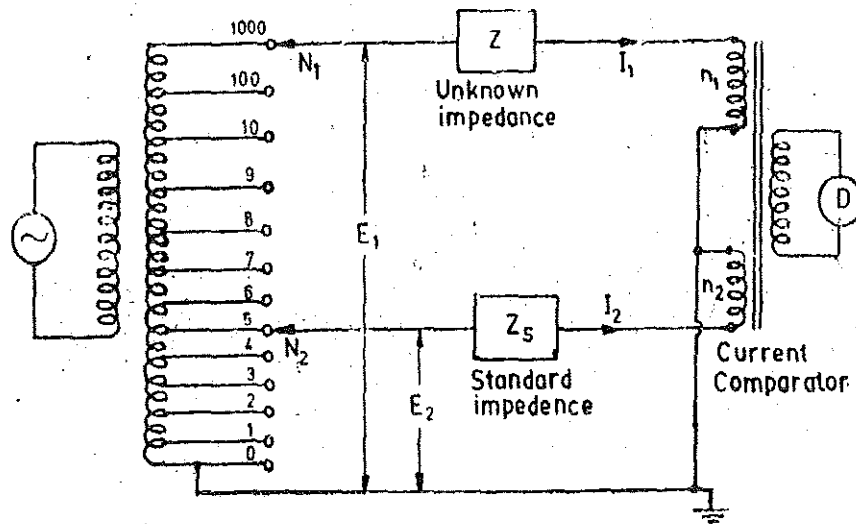 1000
N₁
Z
I₁
n₁
Unknown
impedance
100
10
9
8
7
6
5
4
3
2
1
0
E₁
D
N₂
Z_S
I₂
n₂
Standard
impedence
E₂
Current
Comparator